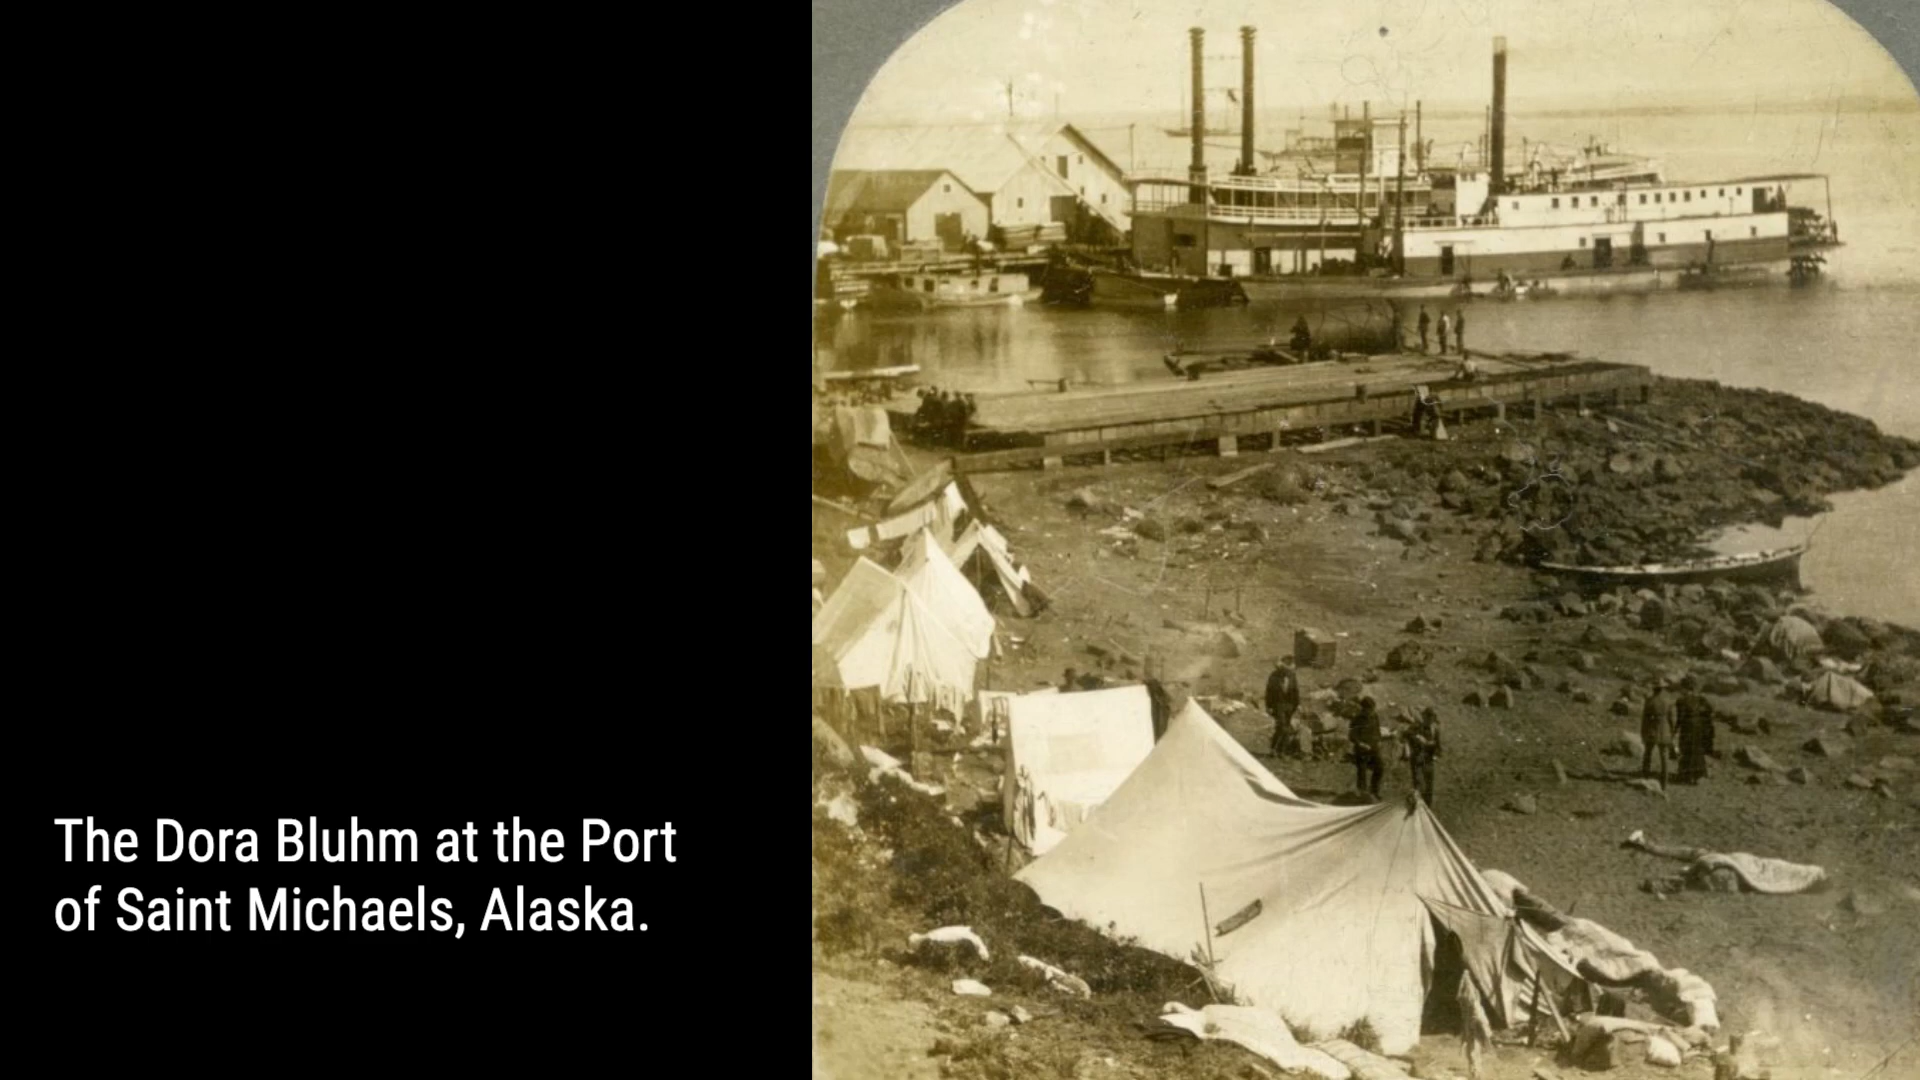 The Dora Bluhm at the Port
of Saint Michaels, Alaska.